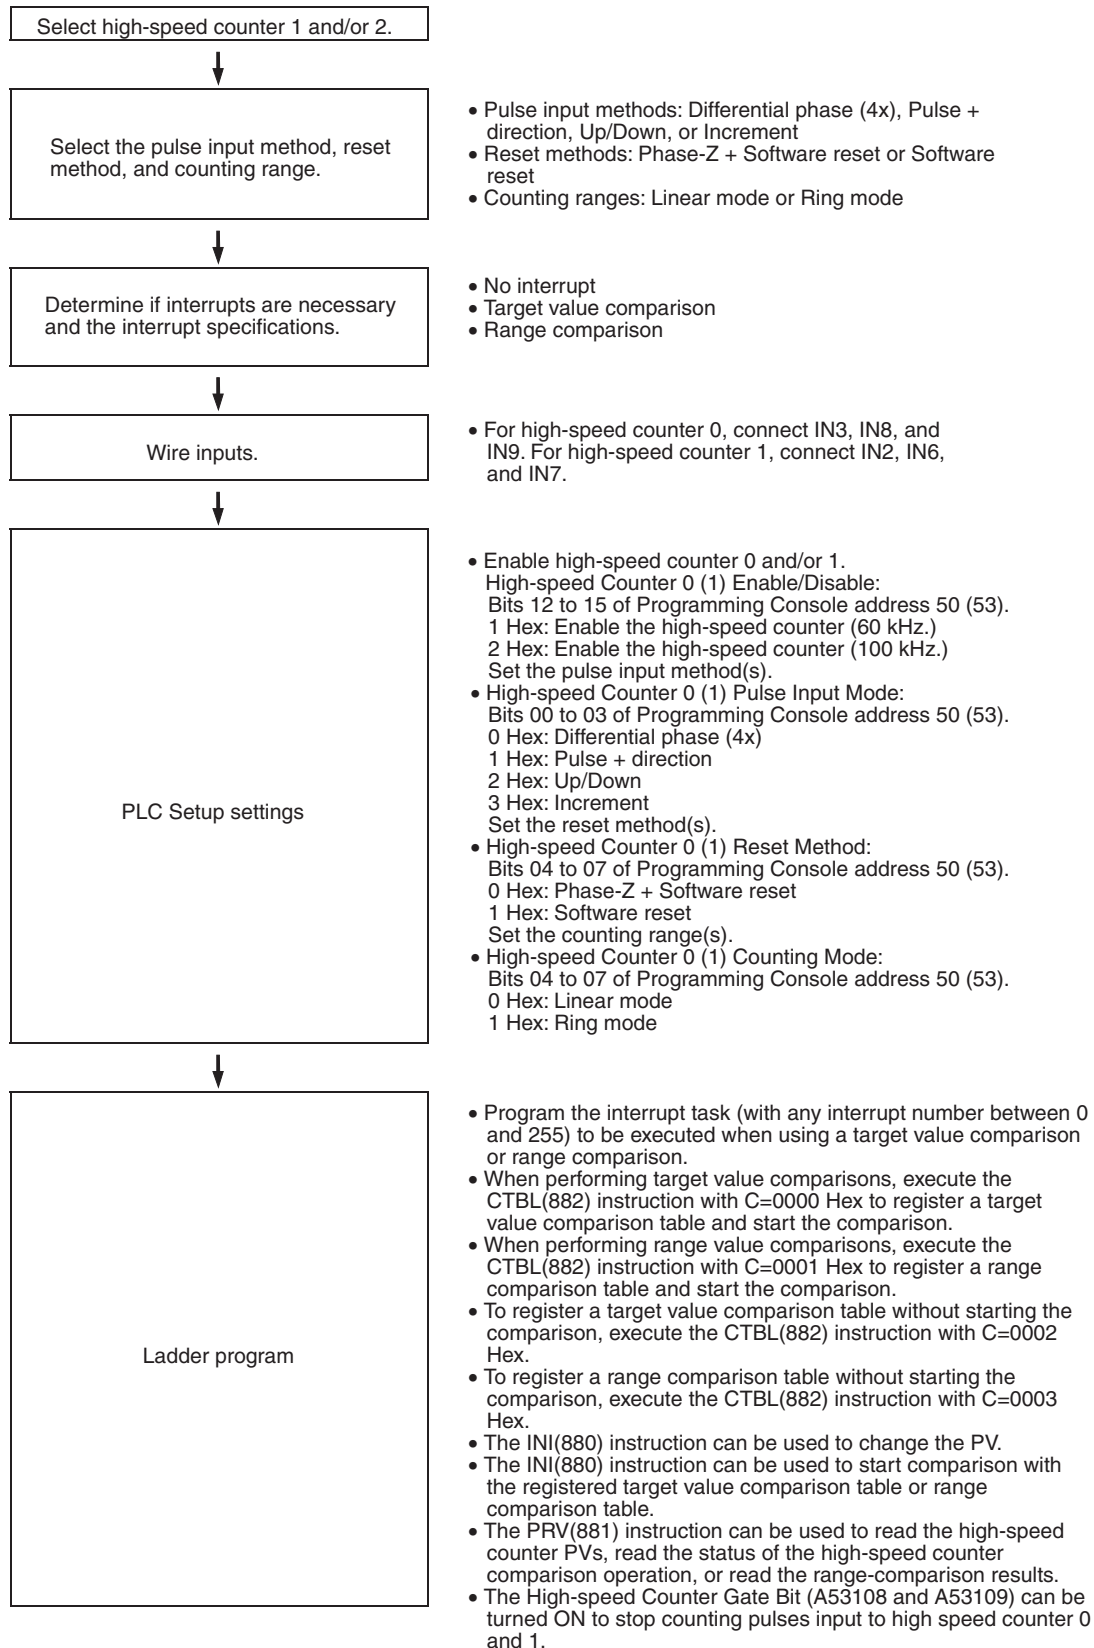 Select high-speed counter 1 and/or 2.
Select the pulse input method, reset
method, and counting range.
• Pulse input methods: Differential phase (4x), Pulse +
direction, Up/Down, or Increment
• Reset methods: Phase-Z + Software reset or Software
reset
• Counting ranges: Linear mode or Ring mode
Determine if interrupts are necessary
and the interrupt specifications.
• No interrupt
• Target value comparison
• Range comparison
Wire inputs.
• For high-speed counter 0, connect IN3, IN8, and
IN9. For high-speed counter 1, connect IN2, IN6,
and IN7.
PLC Setup settings
• Enable high-speed counter 0 and/or 1.
High-speed Counter 0 (1) Enable/Disable:
Bits 12 to 15 of Programming Console address 50 (53).
1 Hex: Enable the high-speed counter (60 kHz.)
2 Hex: Enable the high-speed counter (100 kHz.)
Set the pulse input method(s).
• High-speed Counter 0 (1) Pulse Input Mode:
Bits 00 to 03 of Programming Console address 50 (53).
0 Hex: Differential phase (4x)
1 Hex: Pulse + direction
2 Hex: Up/Down
3 Hex: Increment
Set the reset method(s).
• High-speed Counter 0 (1) Reset Method:
Bits 04 to 07 of Programming Console address 50 (53).
0 Hex: Phase-Z + Software reset
1 Hex: Software reset
Set the counting range(s).
• High-speed Counter 0 (1) Counting Mode:
Bits 04 to 07 of Programming Console address 50 (53).
0 Hex: Linear mode
1 Hex: Ring mode
Ladder program
• Program the interrupt task (with any interrupt number between 0
and 255) to be executed when using a target value comparison
or range comparison.
• When performing target value comparisons, execute the
CTBL(882) instruction with C=0000 Hex to register a target
value comparison table and start the comparison.
• When performing range value comparisons, execute the
CTBL(882) instruction with C=0001 Hex to register a range
comparison table and start the comparison.
• To register a target value comparison table without starting the
comparison, execute the CTBL(882) instruction with C=0002
Hex.
• To register a range comparison table without starting the
comparison, execute the CTBL(882) instruction with C=0003
Hex.
• The INI(880) instruction can be used to change the PV.
• The INI(880) instruction can be used to start comparison with
the registered target value comparison table or range
comparison table.
• The PRV(881) instruction can be used to read the high-speed
counter PVs, read the status of the high-speed counter
comparison operation, or read the range-comparison results.
• The High-speed Counter Gate Bit (A53108 and A53109) can be
turned ON to stop counting pulses input to high speed counter 0
and 1.